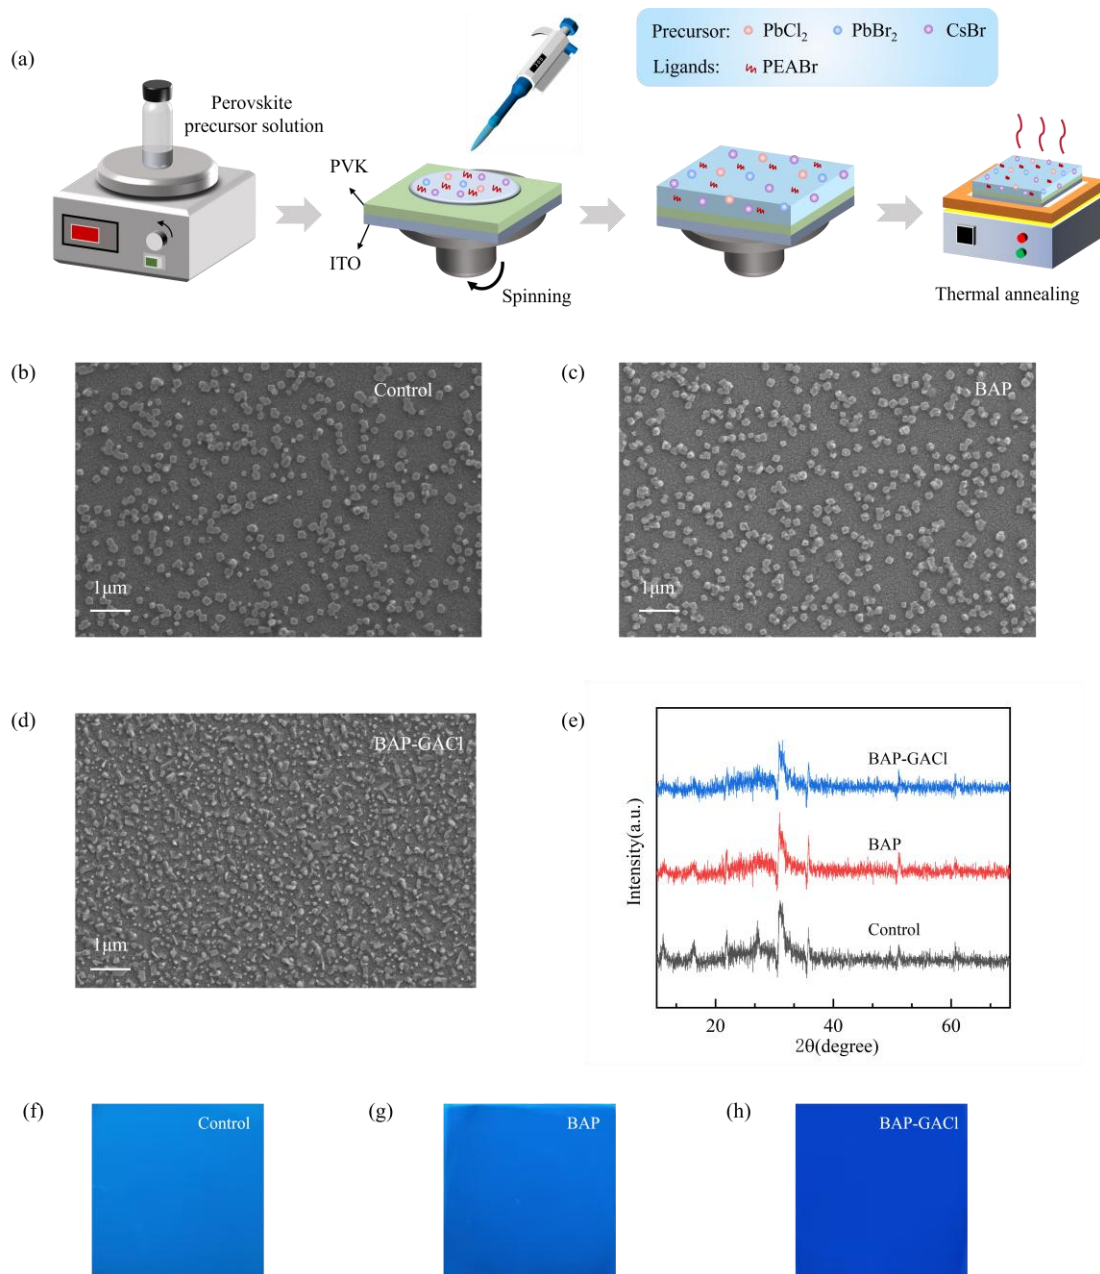 (a)
Perovskite
precursor solution
PVK
ITO
Spinning
Precursor: PbCl₂ PbBr₂ CsBr
Ligands: PEABr
Thermal annealing
(b)
Control
1μm
(c)
BAP
1μm
(d)
BAP-GACl
1μm
(e)
BAP-GACl
BAP
Control
Intensity(a.u.)
20 40 60
2θ(degree)
(f)
Control
(g)
BAP
(h)
BAP-GACl